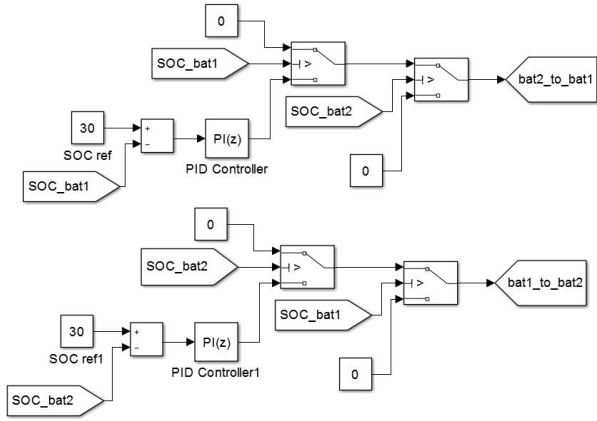 0
SOC_bat1
bat2_to_bat1
>
>
SOC_bat2
30
+
−
PI(z)
SOC ref
PID Controller
SOC_bat1
0
0
SOC_bat2
>
>
bat1_to_bat2
SOC_bat1
30
+
−
PI(z)
SOC ref1
PID Controller1
0
SOC_bat2